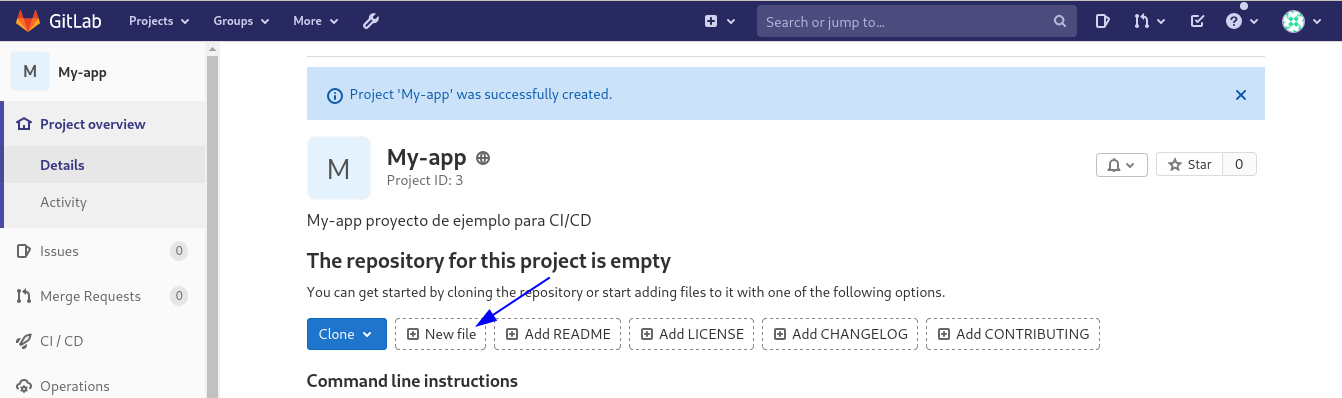 GitLab Projects Groups More Search or jump to...
M My-app
Project overview
Details
Activity
Issues 0
Merge Requests 0
CI / CD
Operations
Project 'My-app' was successfully created.
M
My-app
Project ID: 3
Star 0
My-app proyecto de ejemplo para CI/CD
The repository for this project is empty
You can get started by cloning the repository or start adding files to it with one of the following options.
Clone New file Add README Add LICENSE Add CHANGELOG Add CONTRIBUTING
Command line instructions